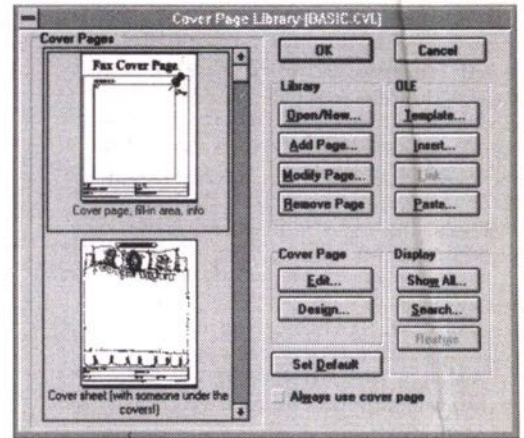 Cover Page Library-[BASIC.CVL]
Cover Pages
Fax Cover Page
Cover page, fill-in area, info
Cover sheet (with someone under the
covers!)
OK
Cancel
Library
Open/New...
Add Page...
Modify Page...
Remove Page
OLE
Template...
Insert...
Link...
Paste...
Cover Page
Edit...
Design...
Display
Show All...
Search...
Set Default
Always use cover page